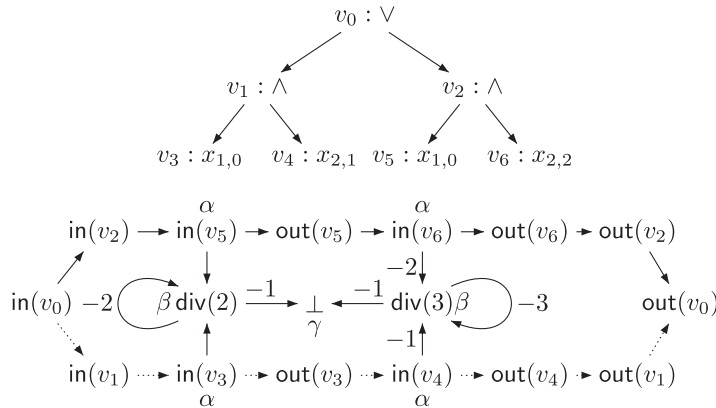 v₀ : ∨
v₁ : ∧ v₂ : ∧
v₃ : x₁,₀ v₄ : x₂,₁ v₅ : x₁,₀ v₆ : x₂,₂
α α
in(v₂) in(v₅) out(v₅) in(v₆) out(v₆) out(v₂)
−2
in(v₀) −2 β div(2) −1 ⊥ −1 div(3)β −3 out(v₀)
γ
−1
in(v₁) in(v₃) out(v₃) in(v₄) out(v₄) out(v₁)
α α